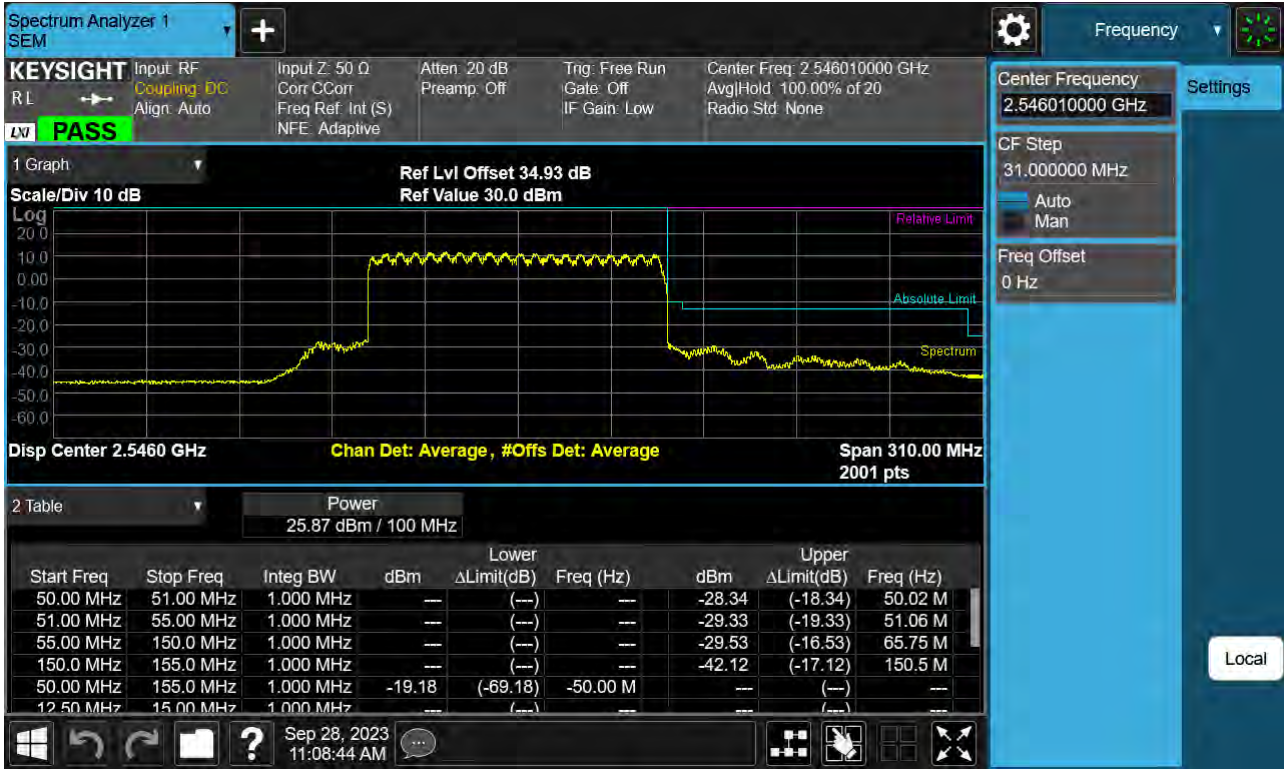 Spectrum Analyzer 1
SEM
+
Frequency
KEYSIGHT
R L
LXI
PASS
Input: RF
Coupling: DC
Align: Auto
Input Z: 50 Ω
Corr CCorr
Freq Ref: Int (S)
NFE: Adaptive
Atten: 20 dB
Preamp: Off
Trig: Free Run
Gate: Off
IF Gain: Low
Center Freq: 2.546010000 GHz
Avg|Hold: 100.00% of 20
Radio Std: None
Center Frequency
2.546010000 GHz
Settings
CF Step
31.000000 MHz
Auto
Man
Freq Offset
0 Hz
1 Graph
Scale/Div 10 dB
Ref Lvl Offset 34.93 dB
Ref Value 30.0 dBm
Log
20.0
10.0
0.00
-10.0
-20.0
-30.0
-40.0
-50.0
-60.0
Relative Limit
Absolute Limit
Spectrum
Disp Center 2.5460 GHz
Chan Det: Average , #Offs Det: Average
Span 310.00 MHz
2001 pts
2 Table
Power
25.87 dBm / 100 MHz
Lower Upper
Start Freq Stop Freq Integ BW dBm ΔLimit(dB) Freq (Hz) dBm ΔLimit(dB) Freq (Hz)
50.00 MHz 51.00 MHz 1.000 MHz --- (---) --- -28.34 (-18.34) 50.02 M
51.00 MHz 55.00 MHz 1.000 MHz --- (---) --- -29.33 (-19.33) 51.06 M
55.00 MHz 150.0 MHz 1.000 MHz --- (---) --- -29.53 (-16.53) 65.75 M
150.0 MHz 155.0 MHz 1.000 MHz --- (---) --- -42.12 (-17.12) 150.5 M
50.00 MHz 155.0 MHz 1.000 MHz -19.18 (-69.18) -50.00 M --- (---) ---
12.50 MHz 15.00 MHz 1.000 MHz --- (---) --- --- (---) ---
Local
?
Sep 28, 2023
11:08:44 AM